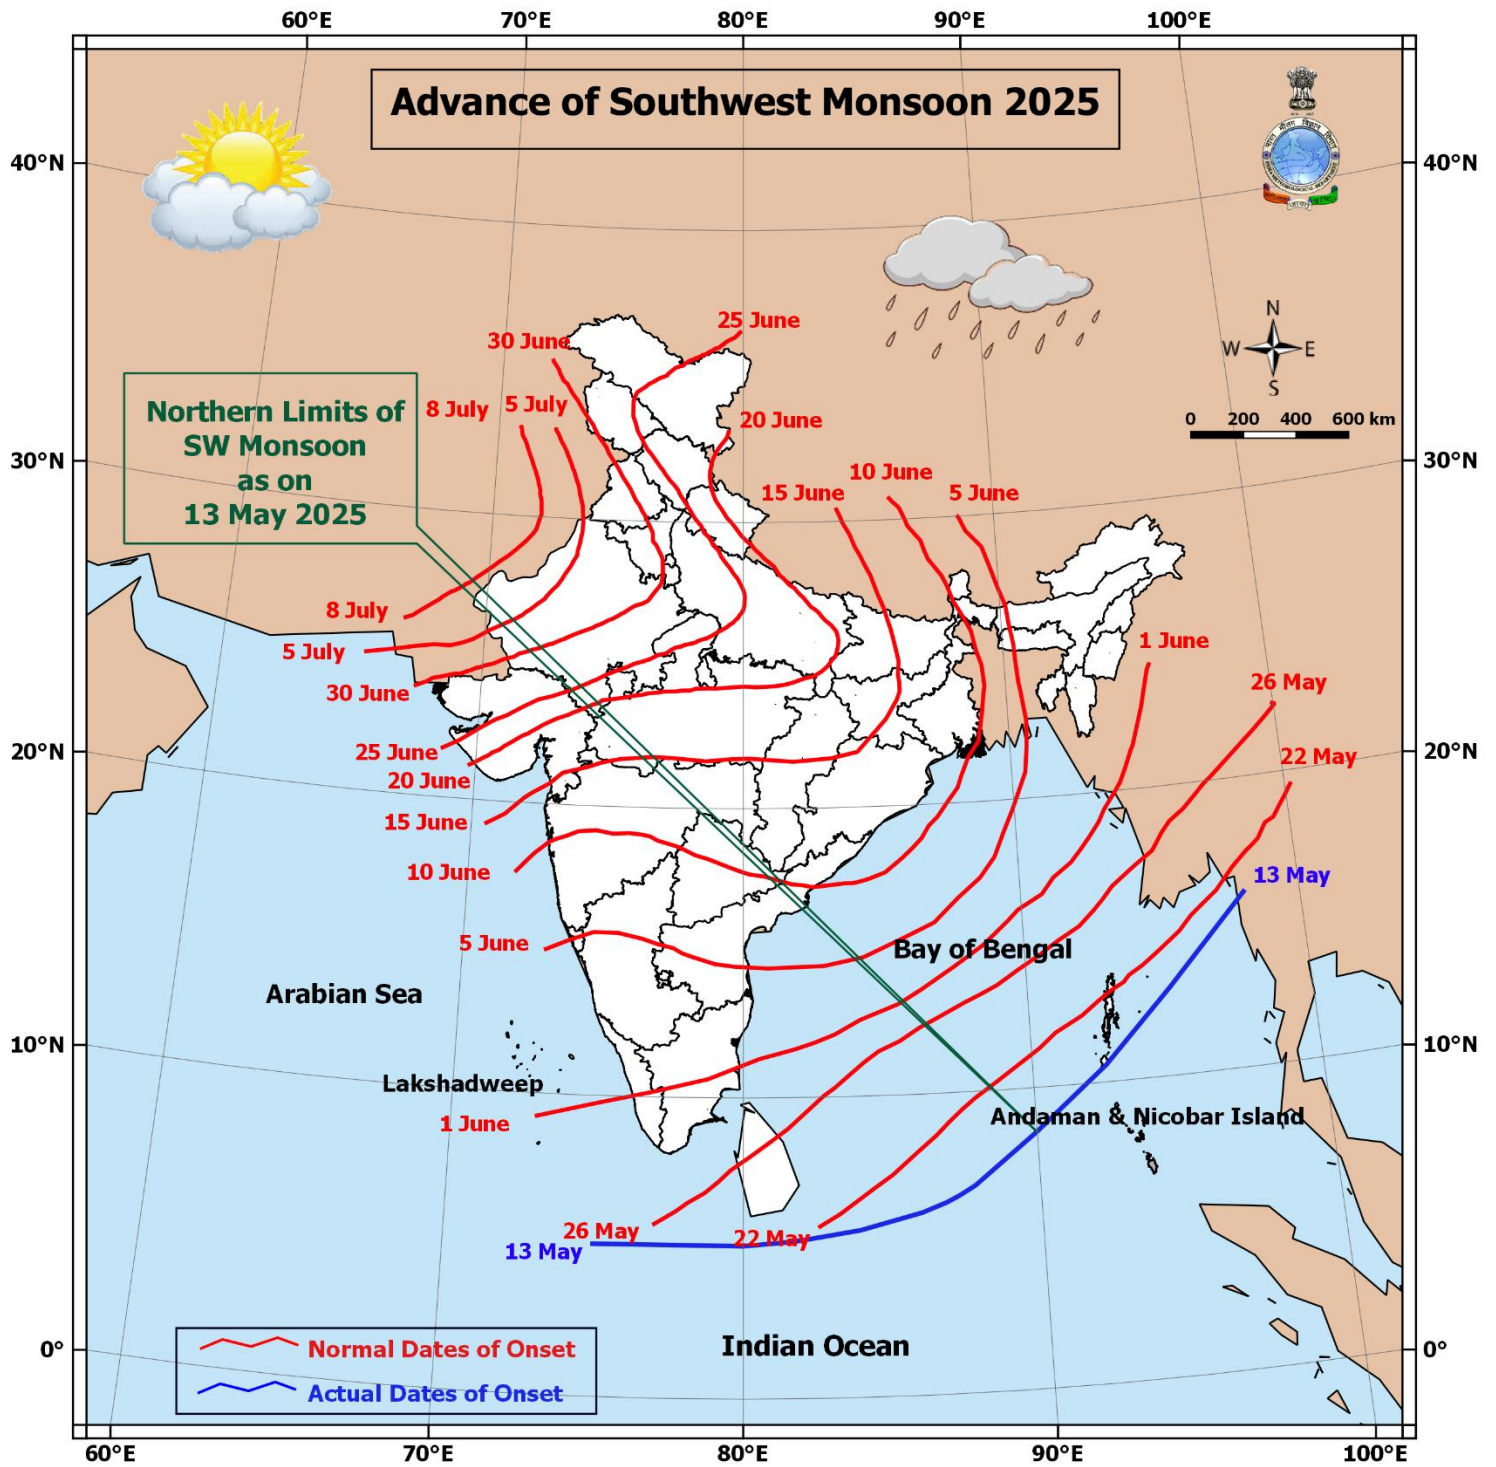 60°E 70°E 80°E 90°E 100°E
Advance of Southwest Monsoon 2025
40°N 40°N
N
W E
S
0 200 400 600 km
25 June
30 June
8 July 5 July
20 June
Northern Limits of
SW Monsoon
as on
13 May 2025
30°N 30°N
10 June
15 June 5 June
8 July
5 July
1 June
30 June
26 May
25 June
20°N 20°N
22 May
20 June
15 June
10 June
13 May
5 June
Bay of Bengal
Arabian Sea
10°N 10°N
Lakshadweep
1 June
Andaman & Nicobar Island
26 May
22 May
13 May
Indian Ocean
0° 0°
Normal Dates of Onset
Actual Dates of Onset
60°E 70°E 80°E 90°E 100°E